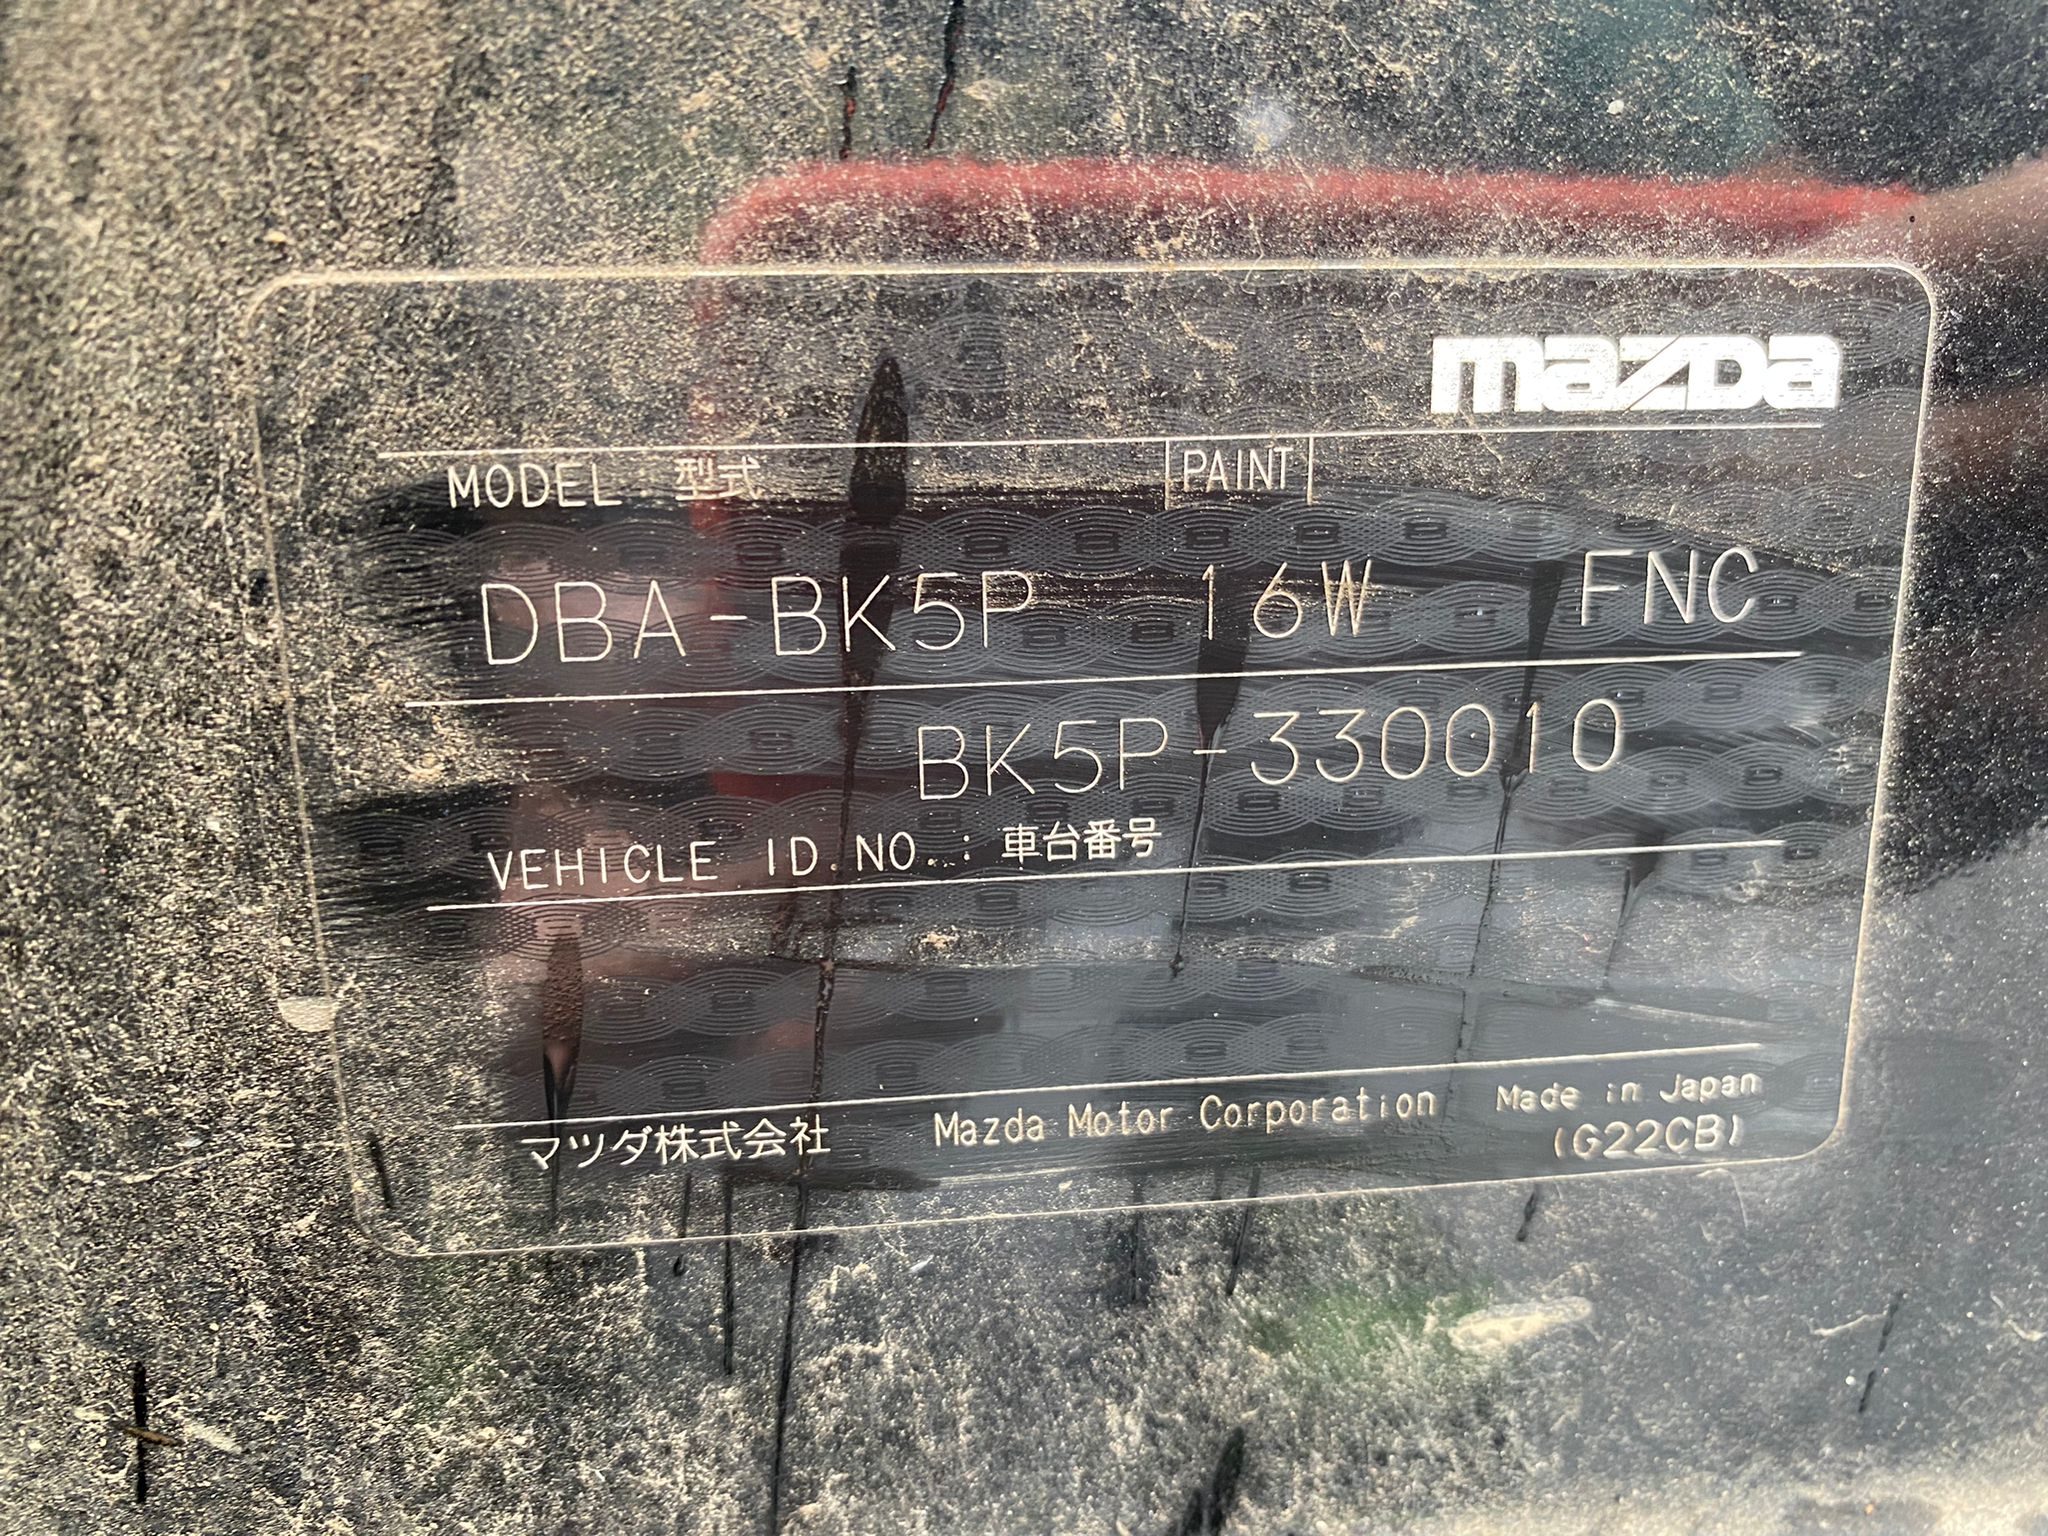 mazda
MODEL 型式 PAINT
DBA-BK5P 16W FNC
BK5P-330010
VEHICLE ID.NO.: 車台番号
マツダ株式会社 Mazda Motor Corporation Made in Japan
(G22CB)